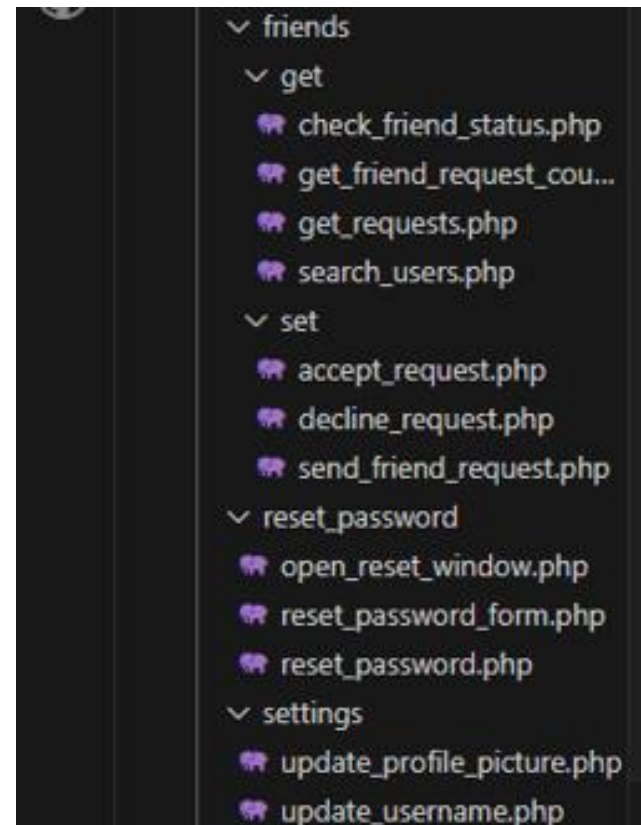 friends
get
check_friend_status.php
get_friend_request_cou...
get_requests.php
search_users.php
set
accept_request.php
decline_request.php
send_friend_request.php
reset_password
open_reset_window.php
reset_password_form.php
reset_password.php
settings
update_profile_picture.php
update_username.php